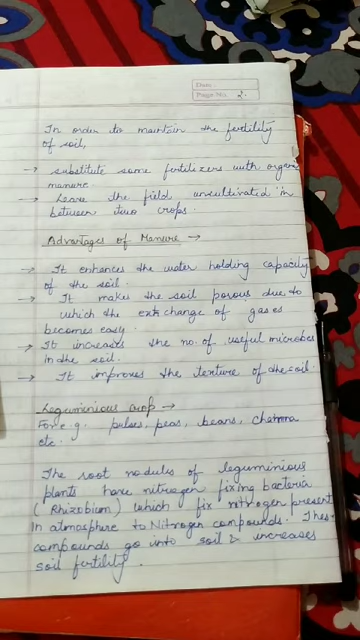 Date
Page No. 2.
In order to maintain the fertility
of soil,
→ substitute some fertilizers with organic
manure
→ Leave the field uncultivated in
between two crops.
Advantages of Manure →
→ It enhances the water holding capacity
of the soil.
→ It makes the soil porous due to
which the exchange of gases
becomes easy.
→ It increases the no. of useful microbes
in the soil.
→ It improves the texture of the soil.
Leguminious crop →
For e.g. pulses, peas, beans, channa
etc.
The root nodules of leguminious
plants have nitrogen fixing bacteria
(Rhizobium) which fix nitrogen present
in atmosphere to Nitrogen compounds. These
compounds go into soil & increases
soil fertility.